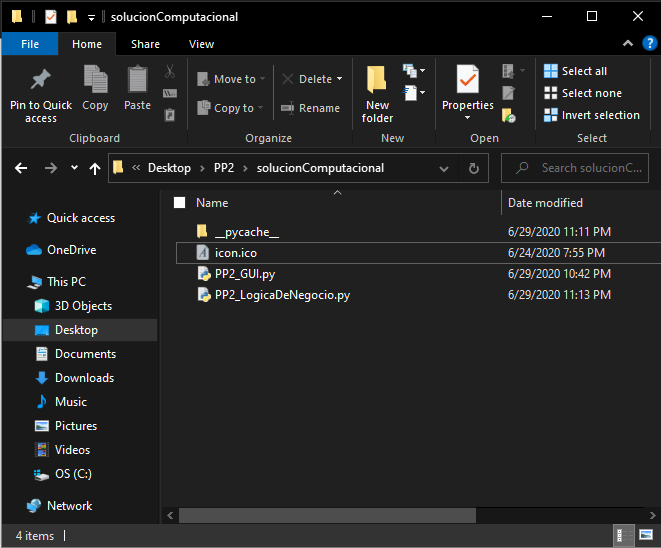 solucionComputacional
File Home Share View
Pin to Quick access
Copy
Paste
Clipboard
Move to
Copy to
Delete
Rename
Organize
New folder
New
Properties
Open
Select all
Select none
Invert selection
Select
Desktop PP2 solucionComputacional
Search solucionC...
Name Date modified
__pycache__ 6/29/2020 11:11 PM
icon.ico 6/24/2020 7:55 PM
PP2_GUI.py 6/29/2020 10:42 PM
PP2_LogicaDeNegocio.py 6/29/2020 11:13 PM
Quick access
OneDrive
This PC
3D Objects
Desktop
Documents
Downloads
Music
Pictures
Videos
OS (C:)
Network
4 items